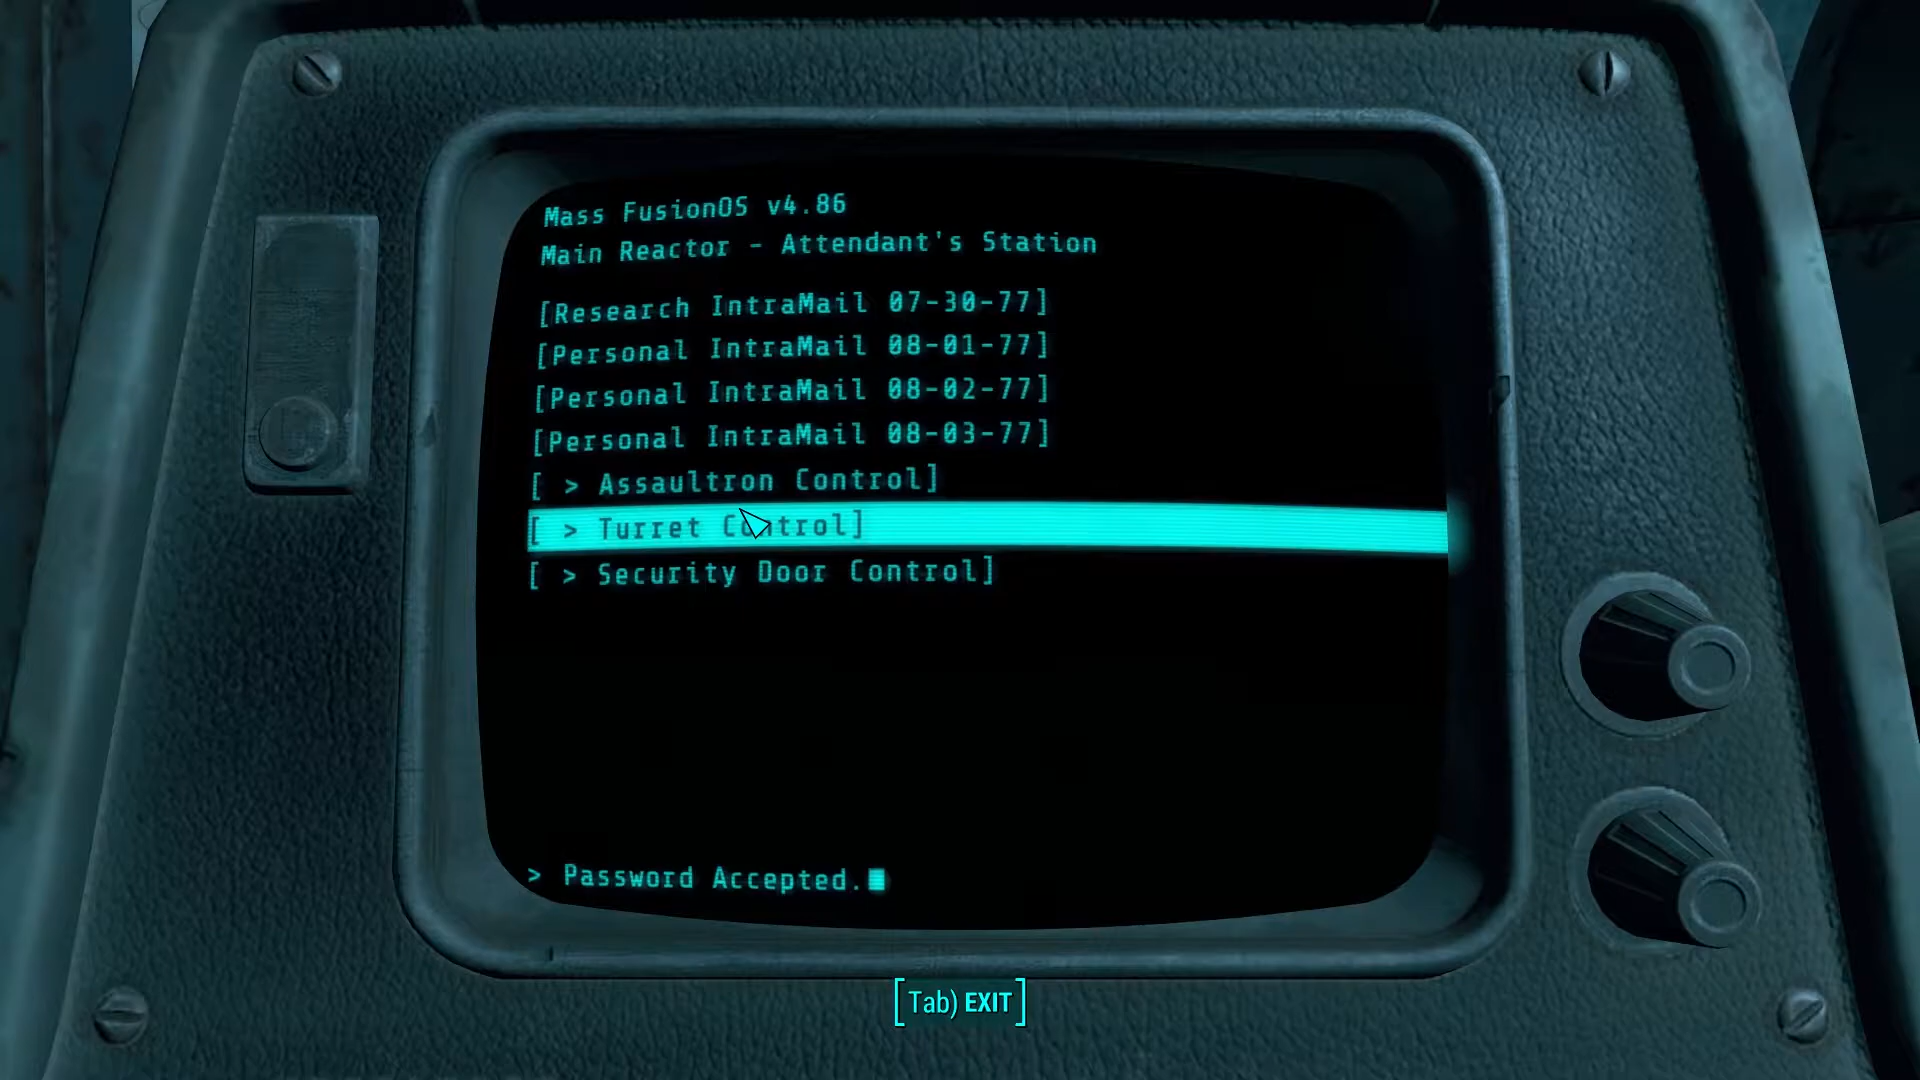 Mass FusionOS v4.86
Main Reactor - Attendant's Station
[Research IntraMail 07-30-77]
[Personal IntraMail 08-01-77]
[Personal IntraMail 08-02-77]
[Personal IntraMail 08-03-77]
[ > Assaultron Control]
[ > Turret Control]
[ > Security Door Control]
> Password Accepted.
[Tab) EXIT]